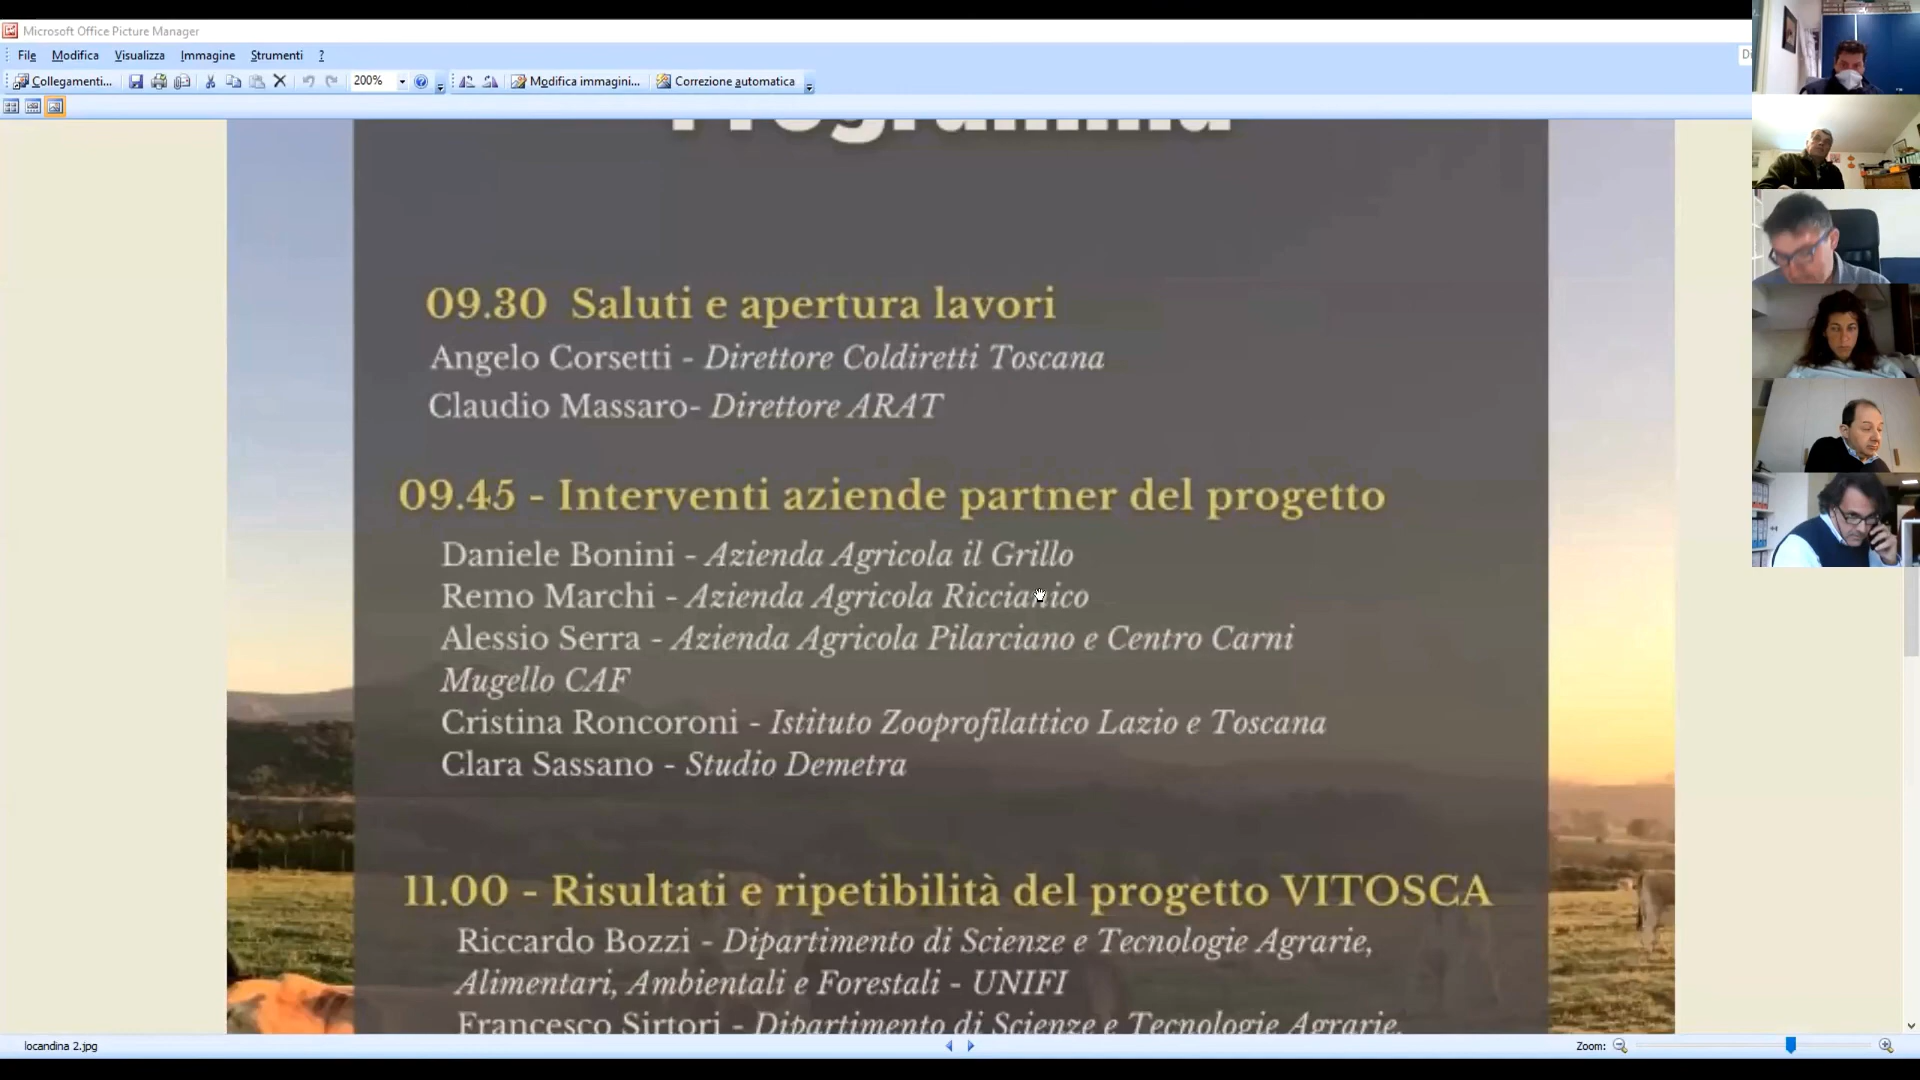 Microsoft Office Picture Manager
File Modifica Visualizza Immagine Strumenti ?
Collegamenti... 200% Modifica immagini... Correzione automatica
Programma
09.30 Saluti e apertura lavori
Angelo Corsetti - Direttore Coldiretti Toscana
Claudio Massaro- Direttore ARAT
09.45 - Interventi aziende partner del progetto
Daniele Bonini - Azienda Agricola il Grillo
Remo Marchi - Azienda Agricola Riccianico
Alessio Serra - Azienda Agricola Pilarciano e Centro Carni
Mugello CAF
Cristina Roncoroni - Istituto Zooprofilattico Lazio e Toscana
Clara Sassano - Studio Demetra
11.00 - Risultati e ripetibilità del progetto VITOSCA
Riccardo Bozzi - Dipartimento di Scienze e Tecnologie Agrarie,
Alimentari, Ambientali e Forestali - UNIFI
Francesco Sirtori - Dipartimento di Scienze e Tecnologie Agrarie,
locandina 2.jpg
Zoom: